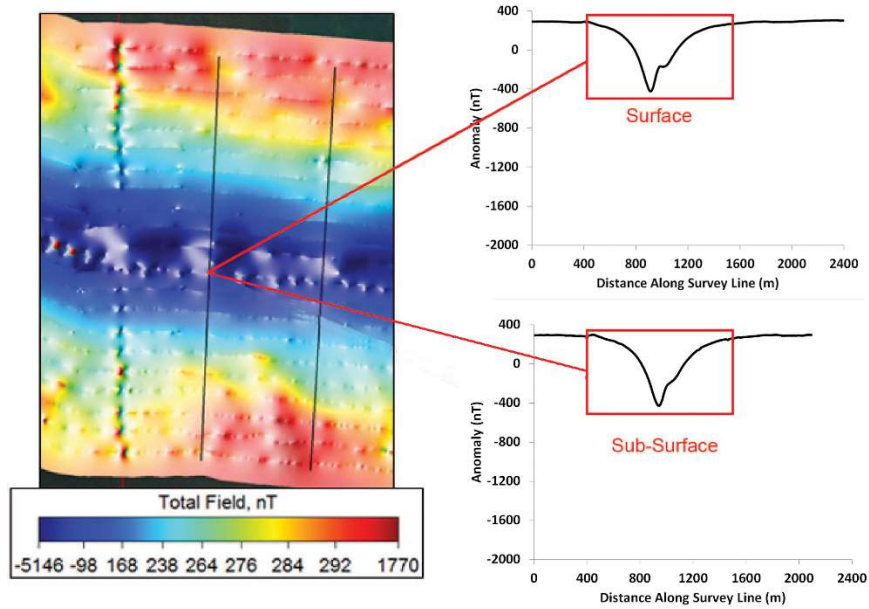 Total Field, nT
-5146 -98 168 238 264 276 284 292 1770
Anomaly (nT)
400
0
-400
-800
-1200
-1600
-2000
Surface
0 400 800 1200 1600 2000 2400
Distance Along Survey Line (m)
Anomaly (nT)
400
0
-400
-800
-1200
-1600
-2000
Sub-Surface
0 400 800 1200 1600 2000 2400
Distance Along Survey Line (m)